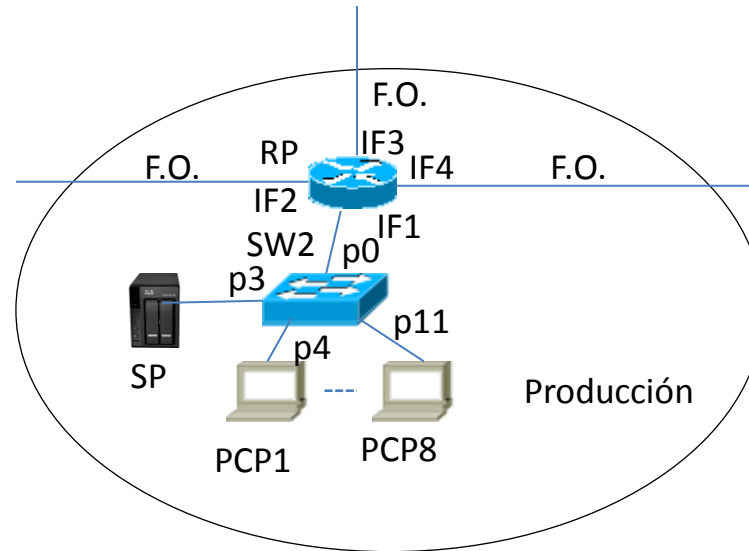 F.O.
RP
IF3
F.O.
IF4
F.O.
IF2
IF1
SW2
p0
p3
p11
p4
SP
Producción
PCP1
PCP8